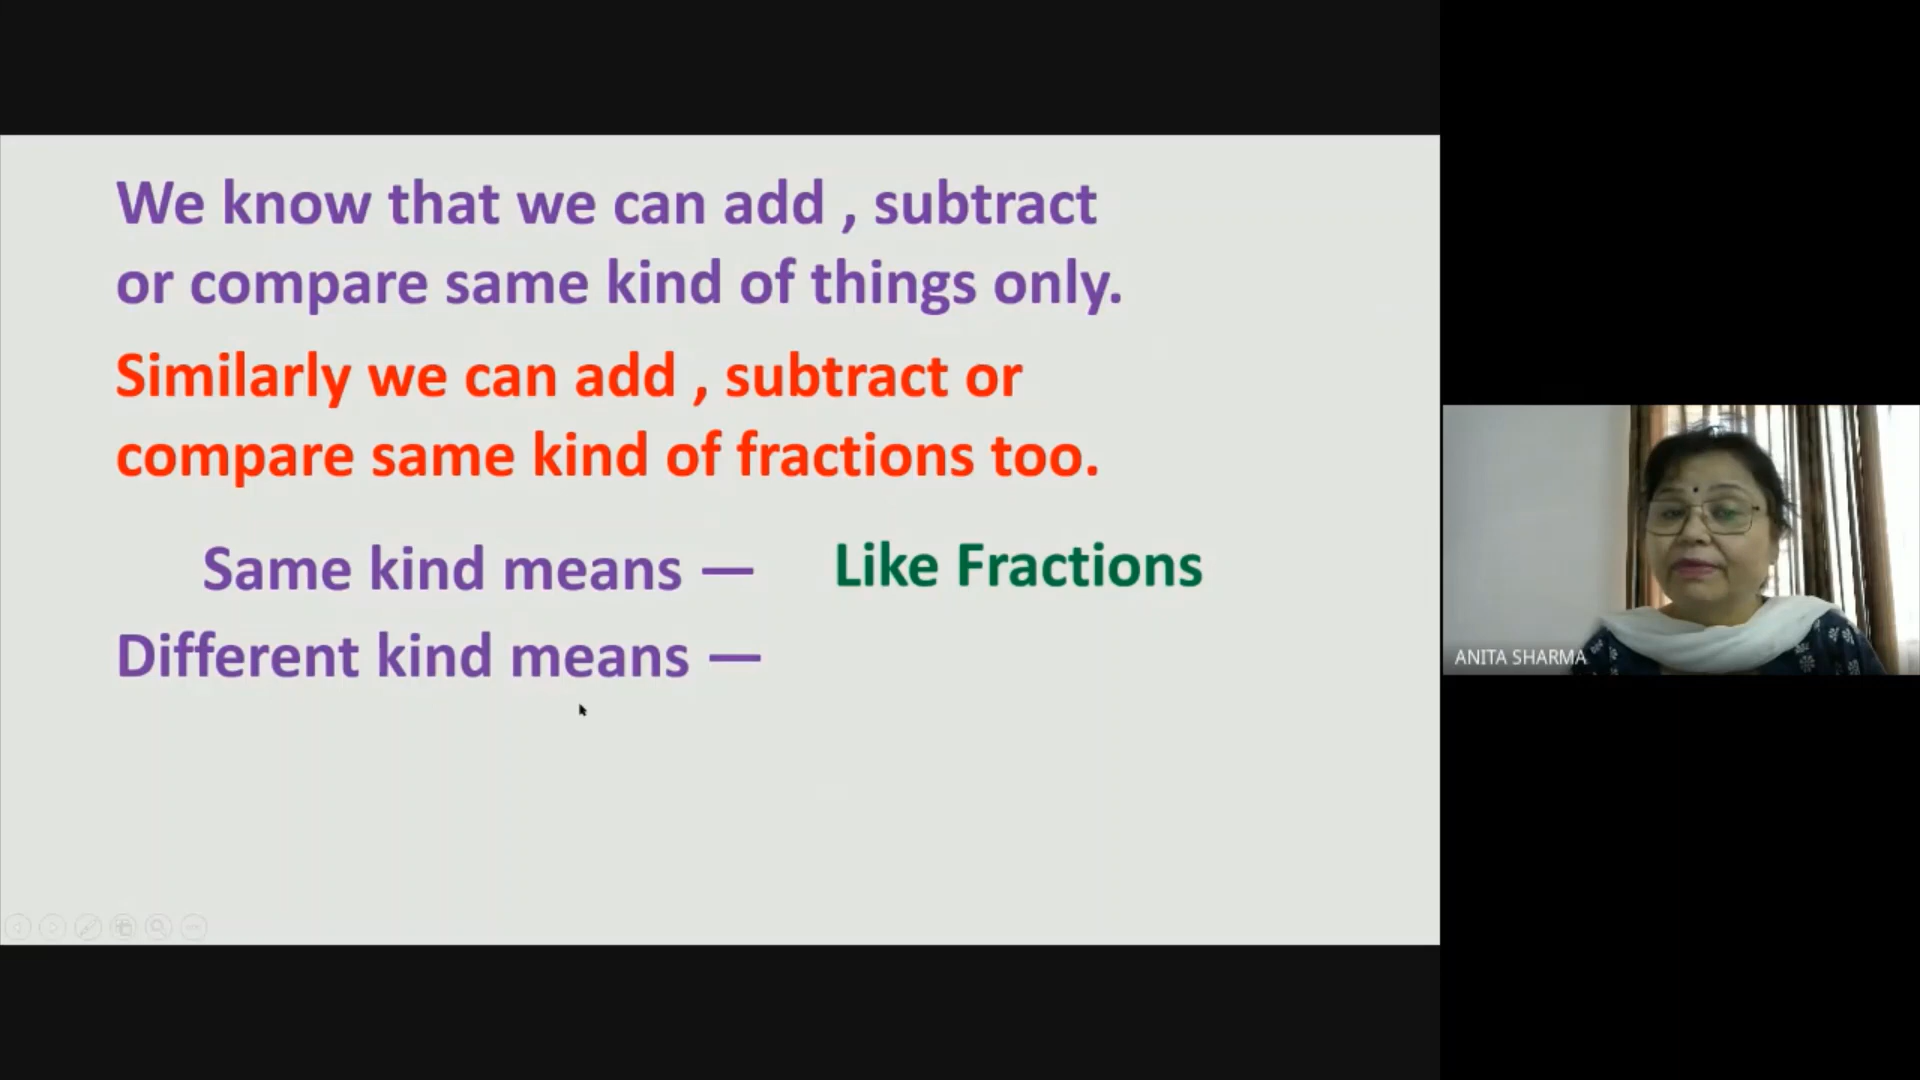 We know that we can add , subtract
or compare same kind of things only.
Similarly we can add , subtract or
compare same kind of fractions too.
Same kind means — Like Fractions
Different kind means —
ANITA SHARMA